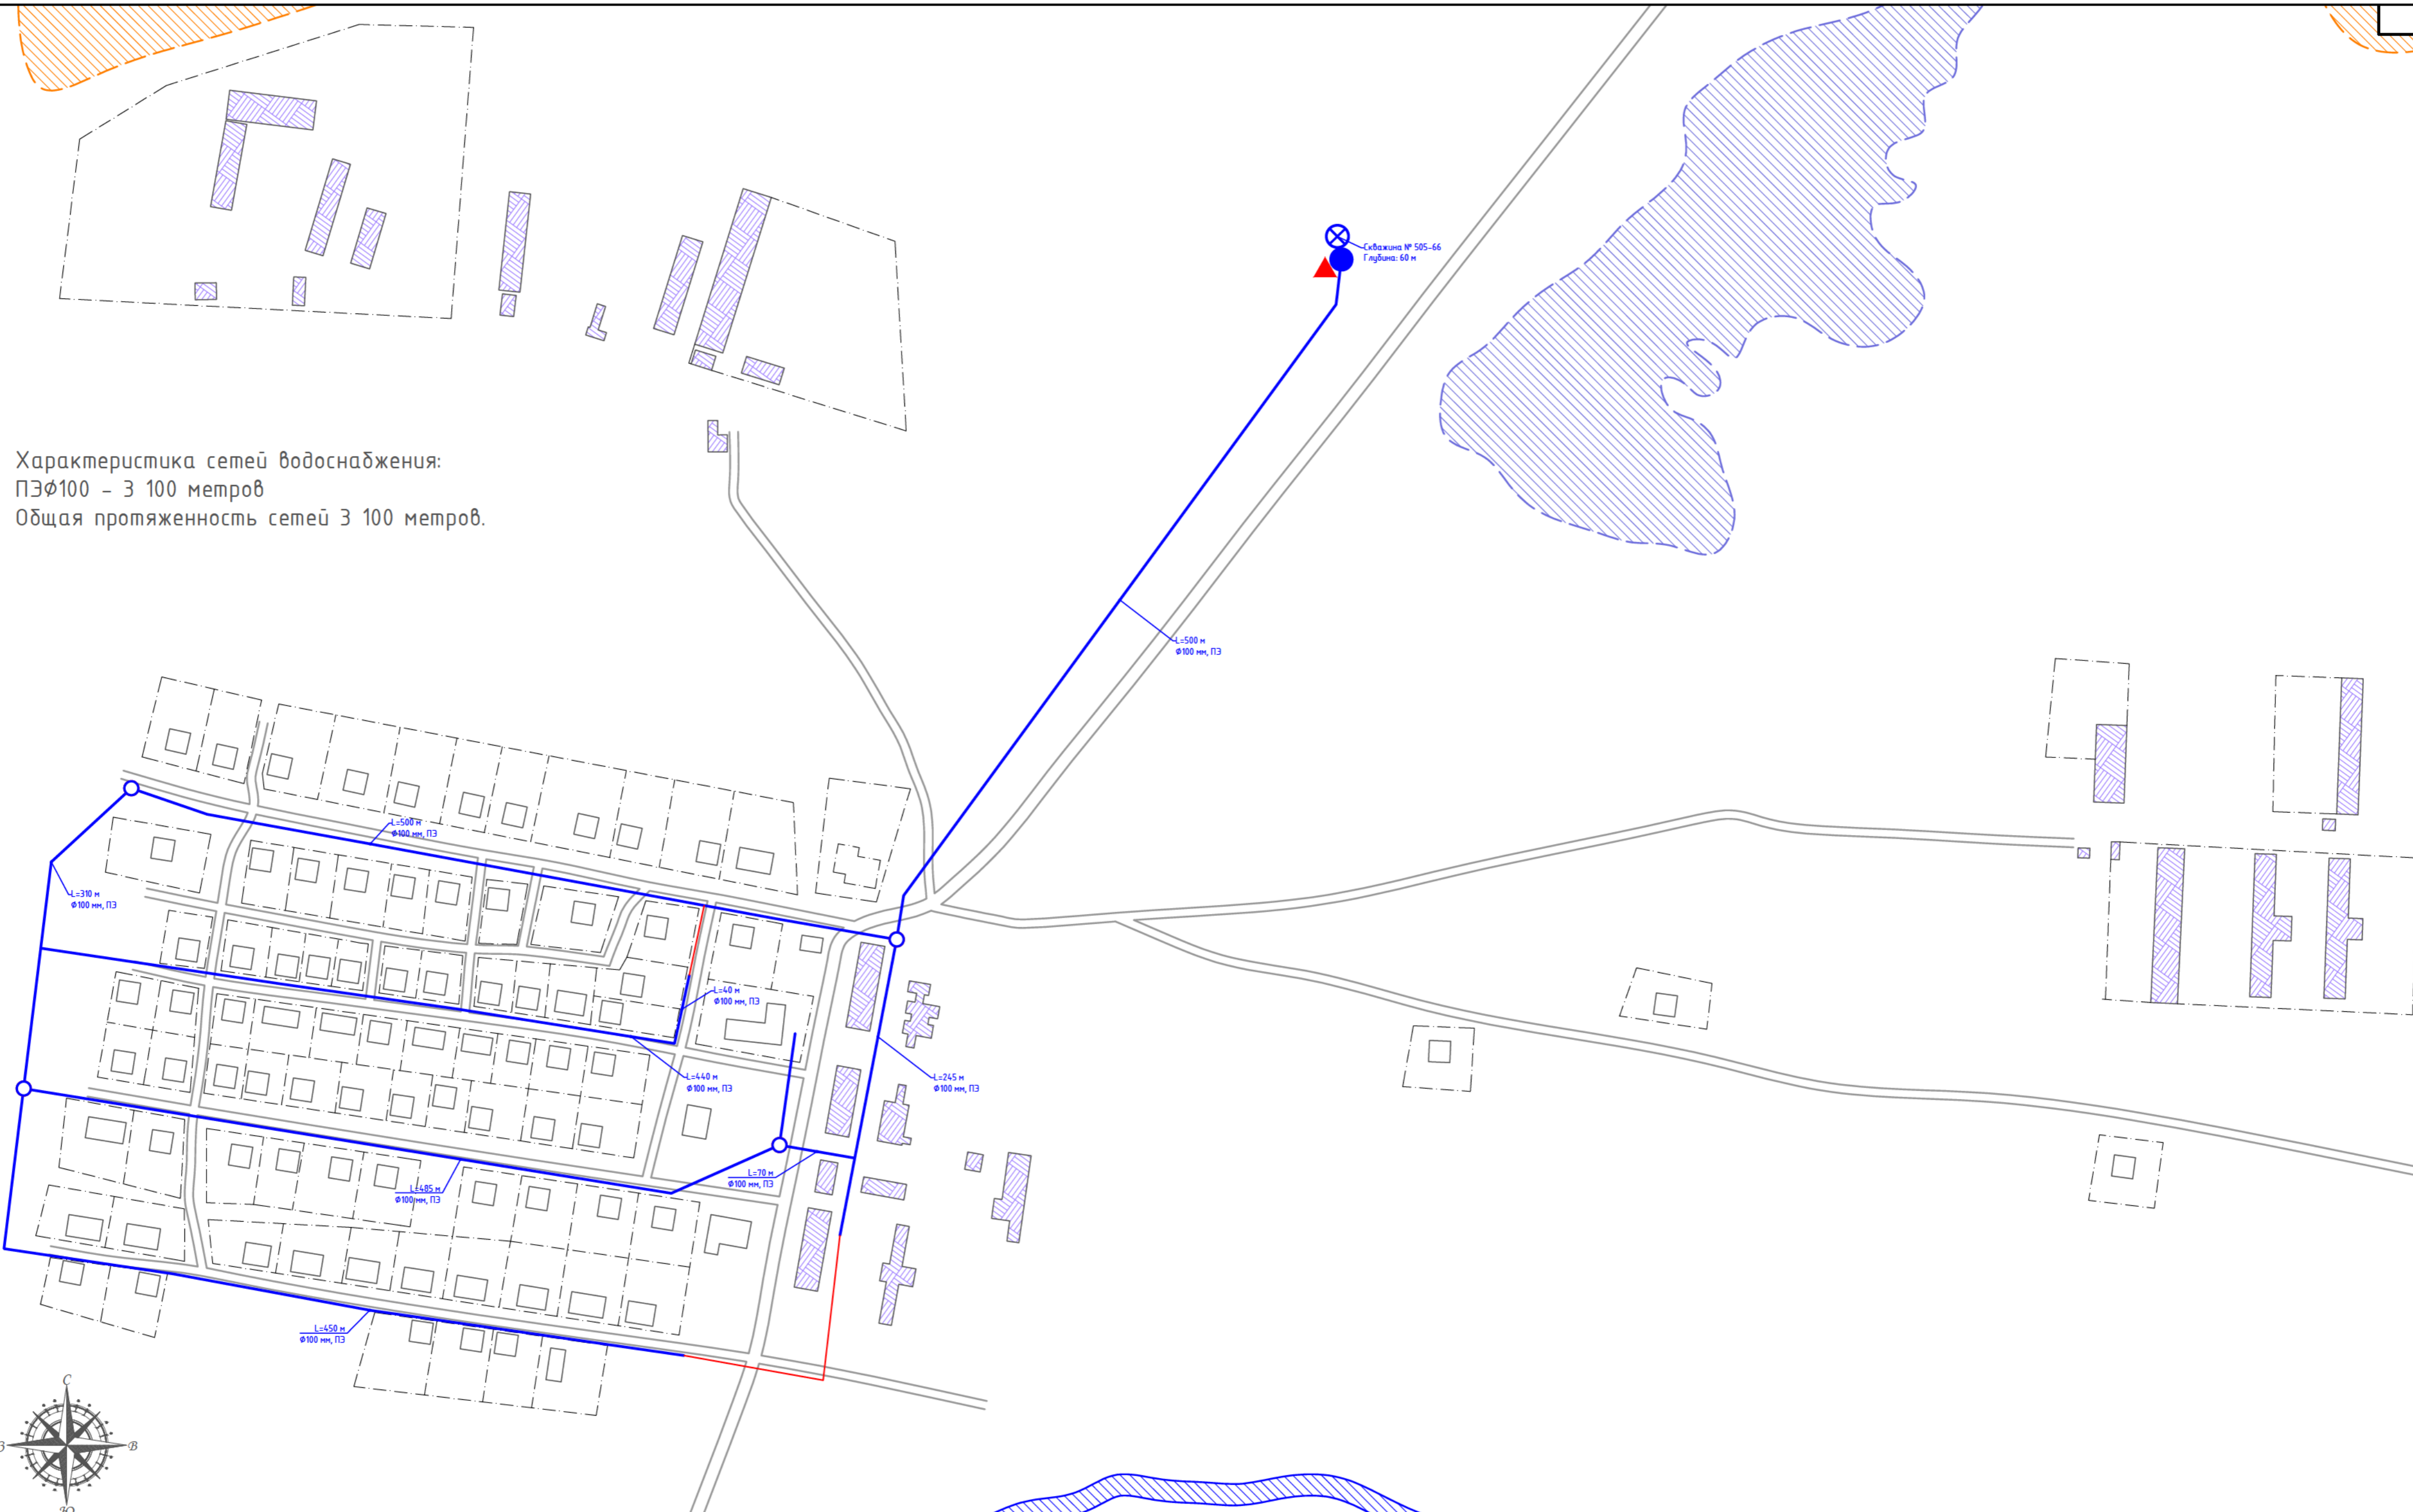 Скважина № 505-66
Глубина: 60 м
Характеристика сетей водоснабжения:
ПЭФ100 - 3 100 метров
Общая протяженность сетей 3 100 метров.
L=500 м
Ф100 мм, ПЭ
L=500 м
Ф100 мм, ПЭ
L=310 м
Ф100 мм, ПЭ
L=40 м
Ф100 мм, ПЭ
L=440 м
Ф100 мм, ПЭ
L=245 м
Ф100 мм, ПЭ
L=70 м
Ф100 мм, ПЭ
L=485 м
Ф100 мм, ПЭ
L=450 м
Ф100 мм, ПЭ
С
З
В
Ю